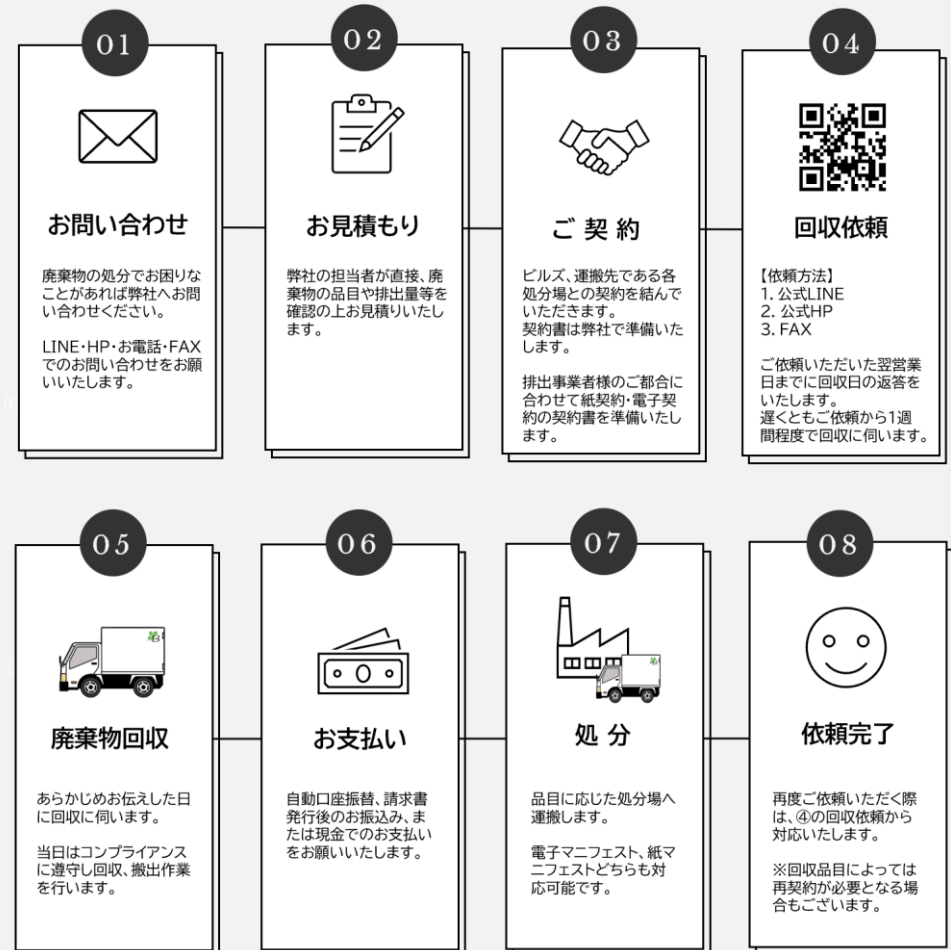 01
お問い合わせ
廃棄物の処分でお困りな
ことがあれば弊社へお問
い合わせください。
LINE・HP・お電話・FAX
でのお問い合わせをお願
いいたします。
02
お見積もり
弊社の担当者が直接、廃
棄物の品目や排出量等を
確認の上お見積りいたし
ます。
03
ご 契 約
ビルズ、運搬先である各
処分場との契約を結んで
いただきます。
契約書は弊社で準備いた
します。
排出事業者様のご都合に
合わせて紙契約・電子契
約の契約書を準備いたし
ます。
04
回収依頼
【依頼方法】
1. 公式LINE
2. 公式HP
3. FAX
ご依頼いただいた翌営業
日までに回収日の返答を
いたします。
遅くともご依頼から1週
間程度で回収に伺います。
05
廃棄物回収
あらかじめお伝えした日
に回収に伺います。
当日はコンプライアンス
に遵守し回収、搬出作業
を行います。
06
お支払い
自動口座振替、請求書
発行後のお振込み、ま
たは現金でのお支払い
をお願いいたします。
07
処 分
品目に応じた処分場へ
運搬します。
電子マニフェスト、紙マ
ニフェストどちらも対
応可能です。
08
依頼完了
再度ご依頼いただく際
は、④の回収依頼から
対応いたします。
※回収品目によっては
再契約が必要となる場
合もございます。